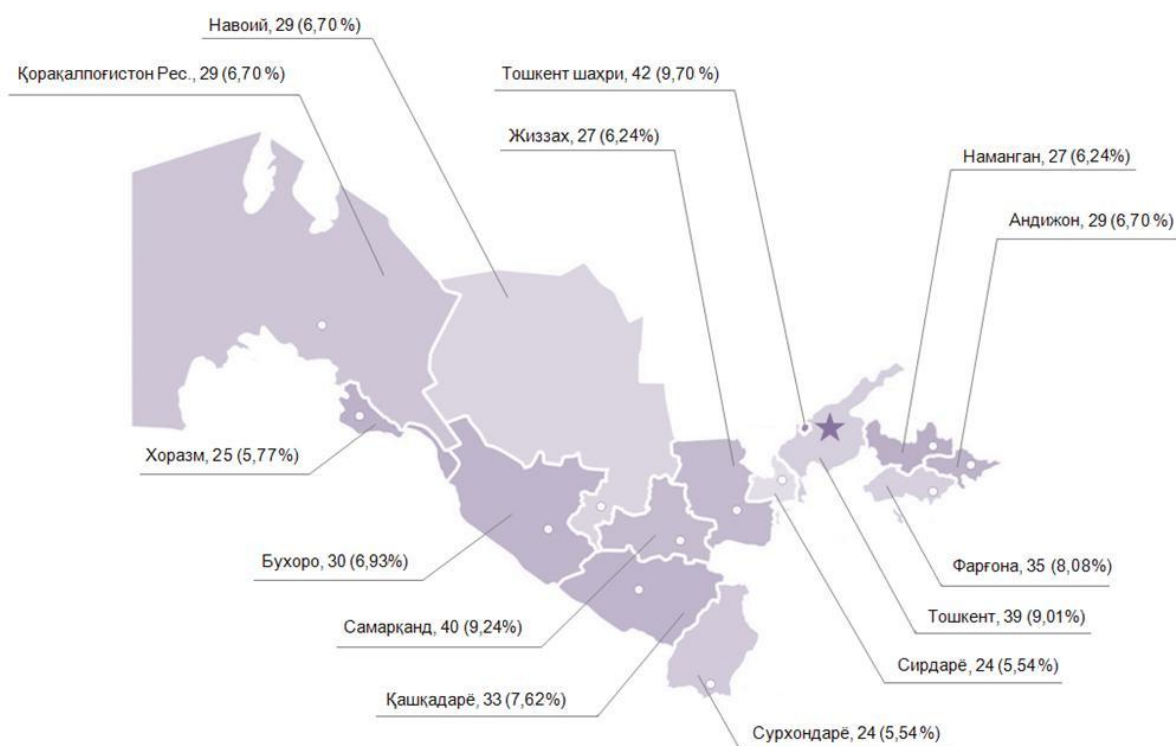 Навоий, 29 (6,70 %)
Қорақалпоғистон Рес., 29 (6,70 %)
Тошкент шаҳри, 42 (9,70 %)
Жиззах, 27 (6,24%)
Наманган, 27 (6,24%)
Андижон, 29 (6,70 %)
Хоразм, 25 (5,77%)
Бухоро, 30 (6,93%)
Фарғона, 35 (8,08%)
Тошкент, 39 (9,01%)
Самарқанд, 40 (9,24%)
Сирдарё, 24 (5,54%)
Қашқадарё, 33 (7,62%)
Сурхондарё, 24 (5,54%)